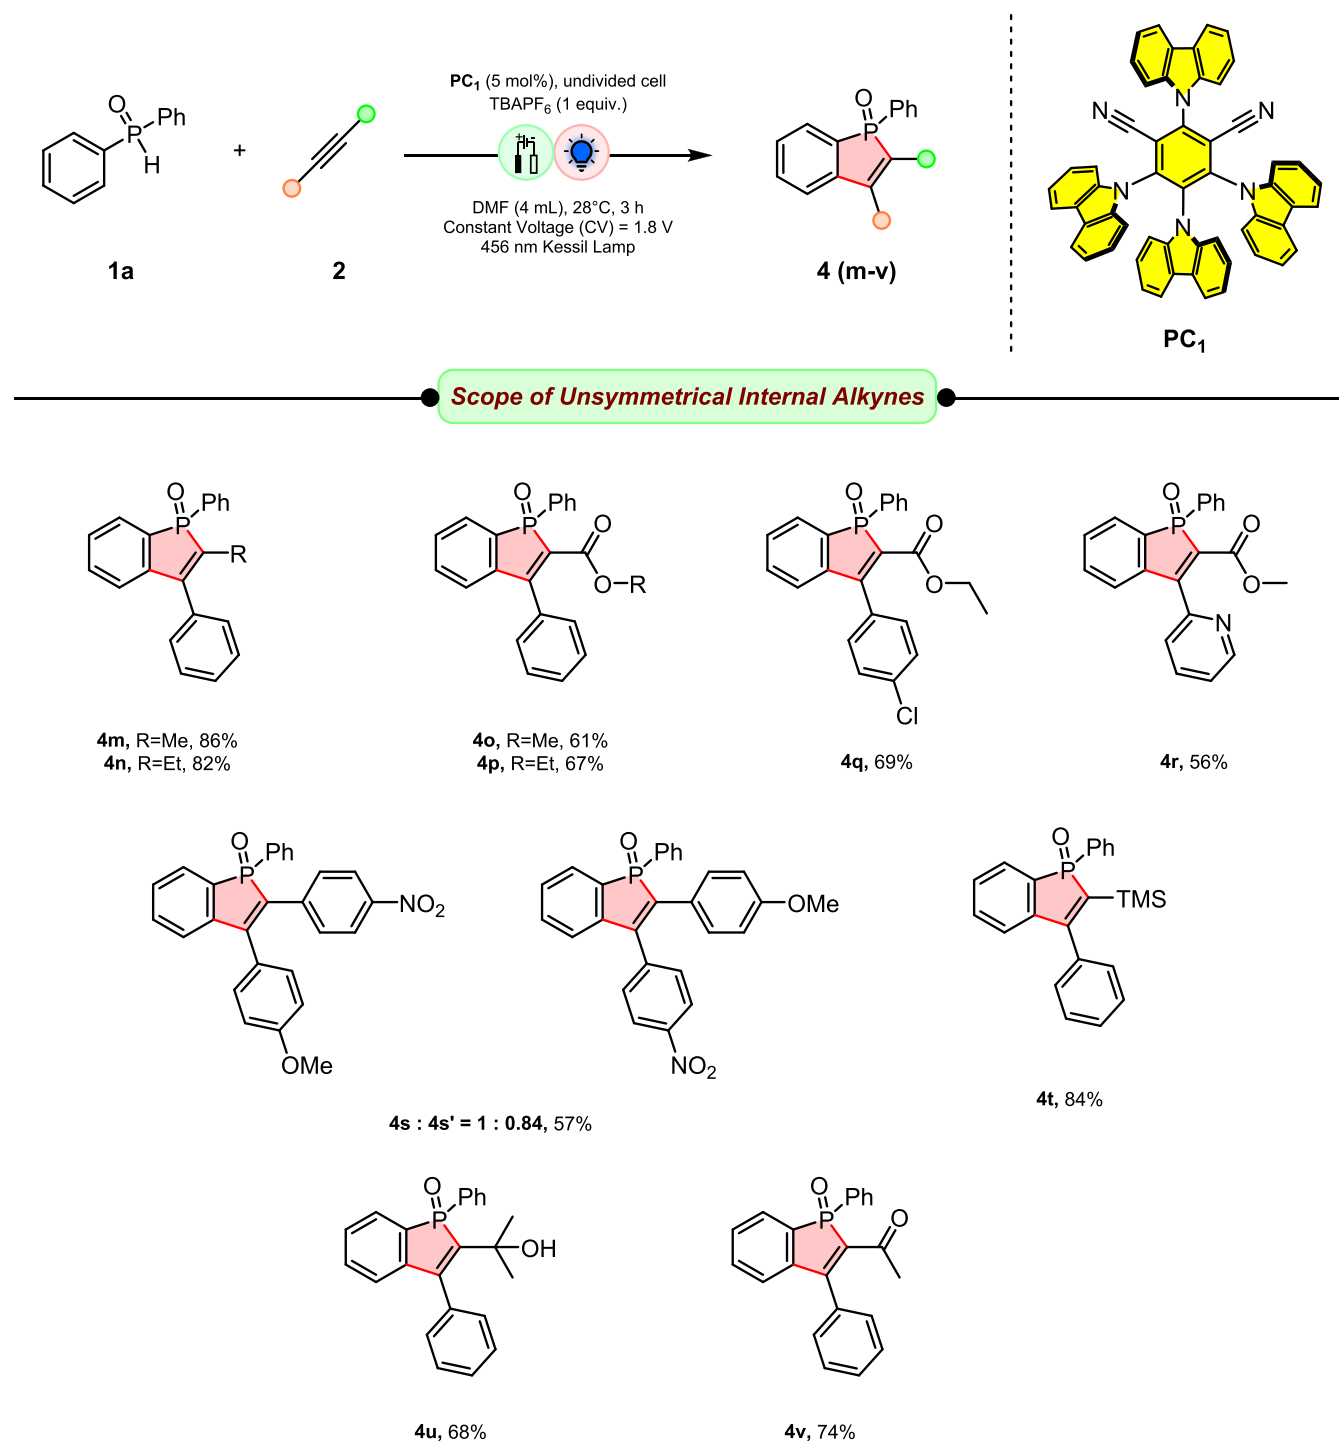 PC1 (5 mol%), undivided cell
TBAPF6 (1 equiv.)
+ -
DMF (4 mL), 28°C, 3 h
Constant Voltage (CV) = 1.8 V
456 nm Kessil Lamp
O
P Ph
H
+
1a
2
O
P Ph
4 (m-v)
N
NC CN
N N
N
PC1
Scope of Unsymmetrical Internal Alkynes
O
P Ph
R
4m, R=Me, 86%
4n, R=Et, 82%
O
P Ph
O
O R
4o, R=Me, 61%
4p, R=Et, 67%
O
P Ph
O
O
Cl
4q, 69%
O
P Ph
O
O
N
4r, 56%
O
P Ph
NO2
OMe
O
P Ph
OMe
NO2
4s : 4s' = 1 : 0.84, 57%
O
P Ph
TMS
4t, 84%
O
P Ph
OH
4u, 68%
O
P Ph
O
4v, 74%